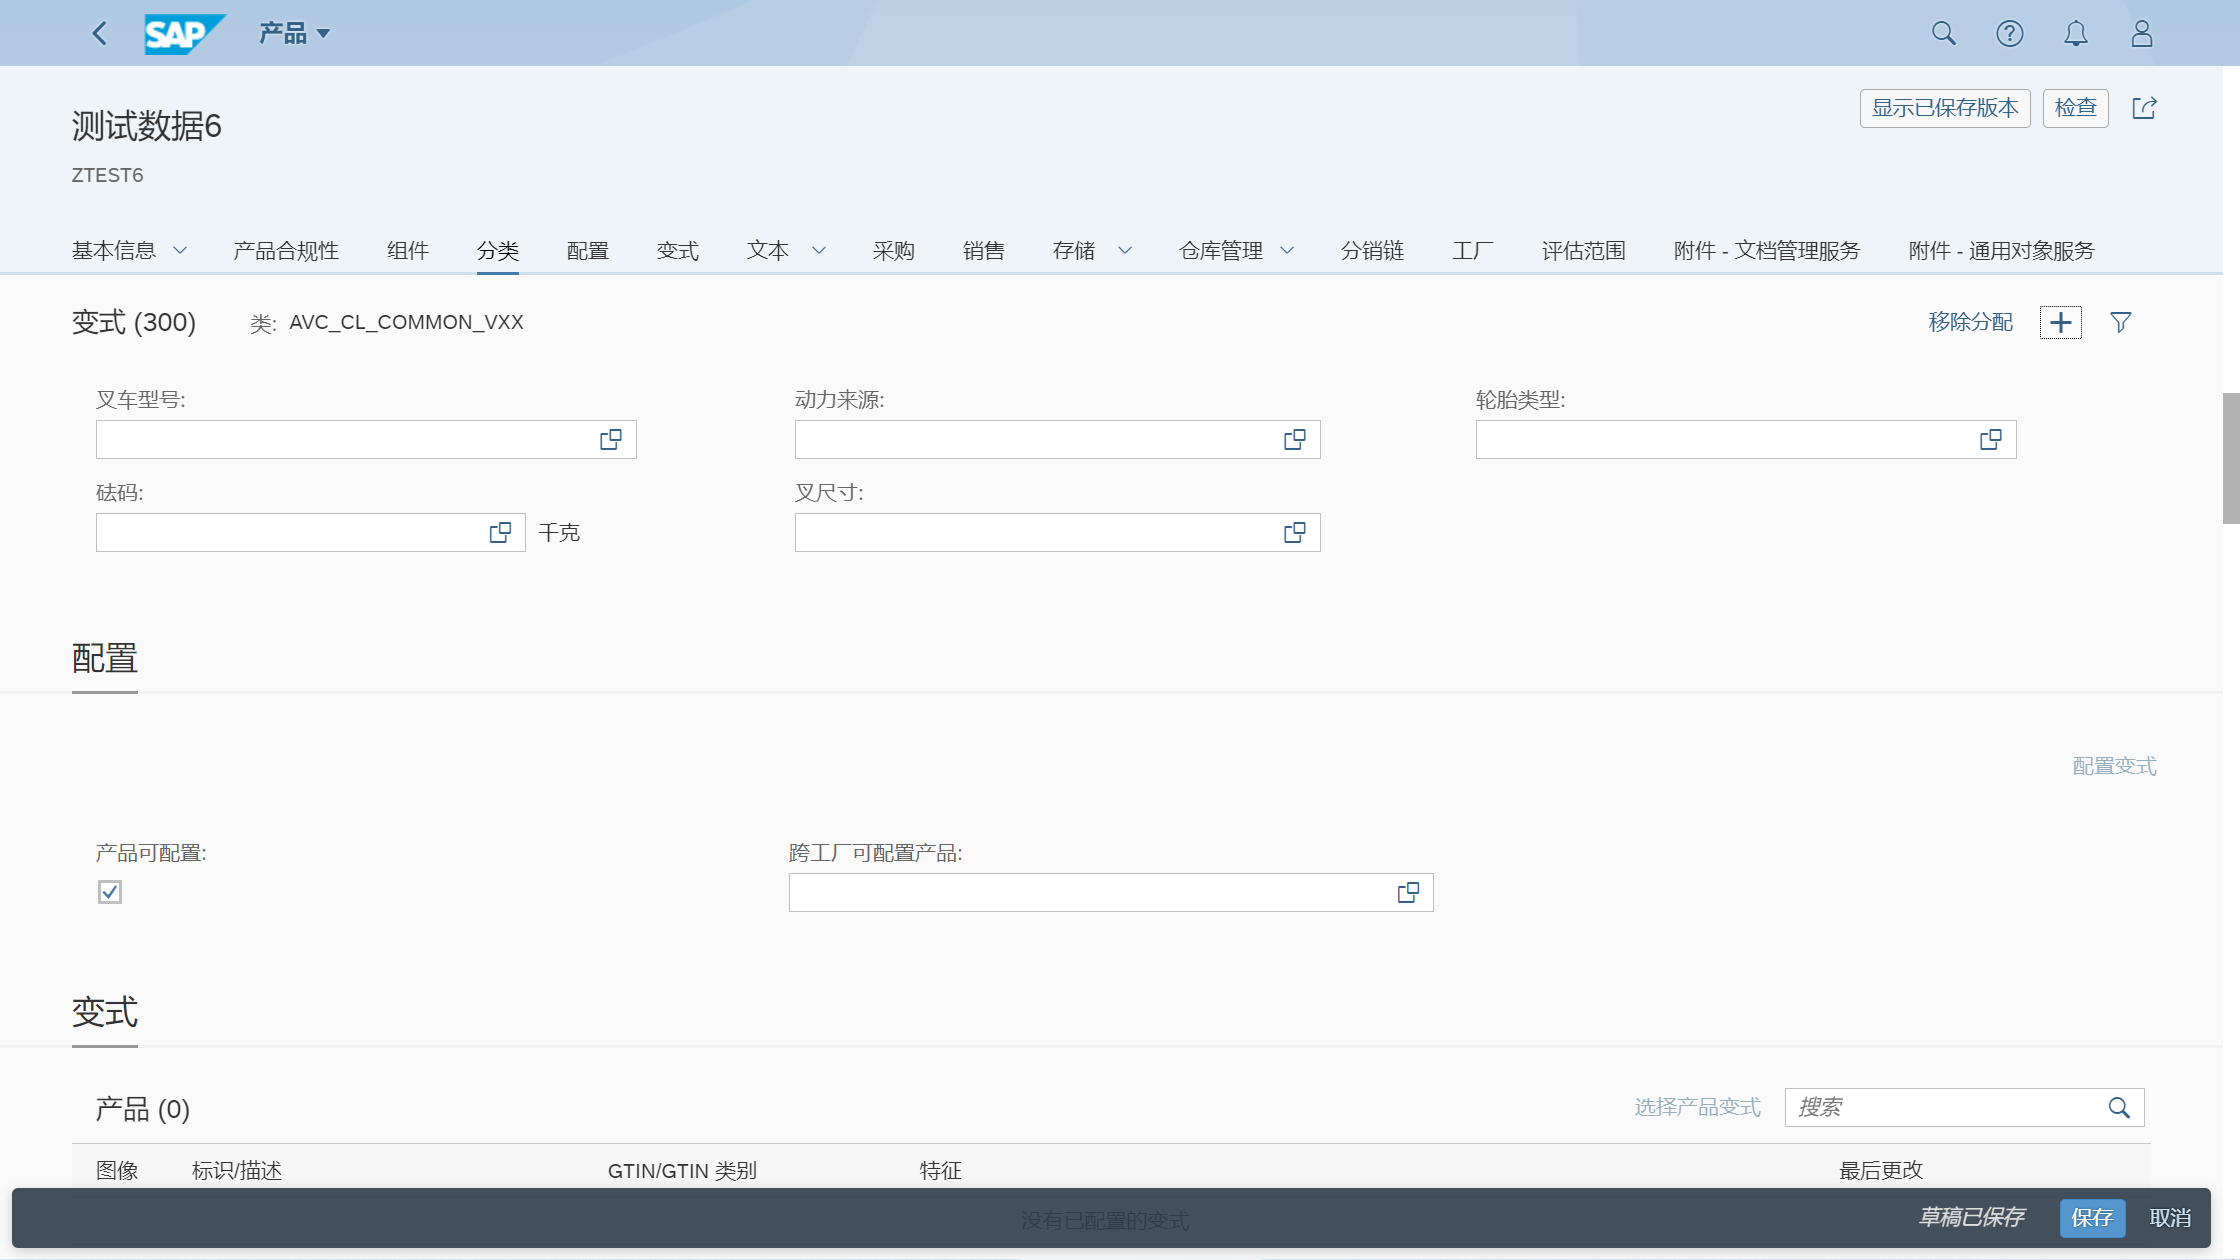 SAP 产品
测试数据6
显示已保存版本 检查
ZTEST6
基本信息 产品合规性 组件 分类 配置 变式 文本 采购 销售 存储 仓库管理 分销链 工厂 评估范围 附件 - 文档管理服务 附件 - 通用对象服务
变式 (300) 类: AVC_CL_COMMON_VXX 移除分配
叉车型号: 动力来源: 轮胎类型:
砝码: 叉尺寸:
千克
配置
配置变式
产品可配置: 跨工厂可配置产品:
变式
产品 (0) 选择产品变式 搜索
图像 标识/描述 GTIN/GTIN 类别 特征 最后更改
没有已配置的变式
草稿已保存 保存 取消